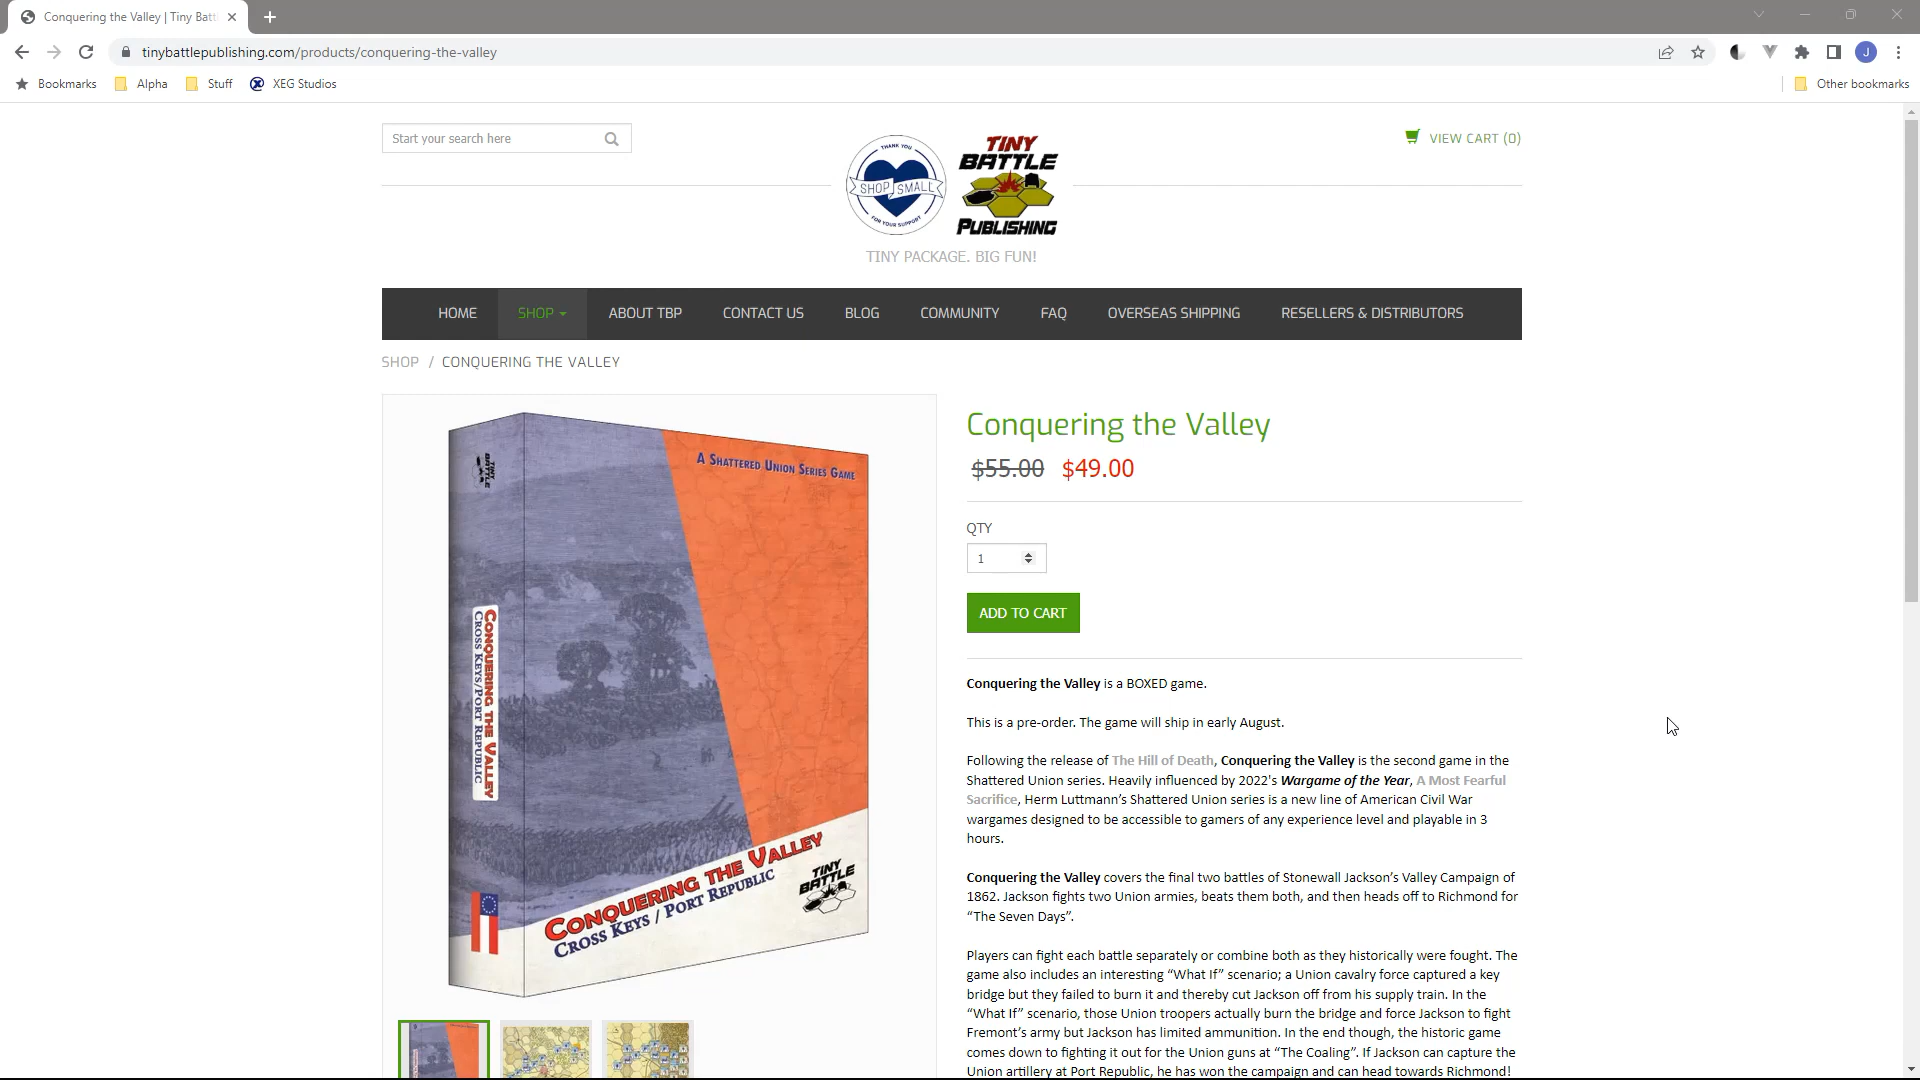 Conquering the Valley | Tiny Batt
tinybattlepublishing.com/products/conquering-the-valley
J
Bookmarks
Alpha
Stuff
XEG Studios
Other bookmarks
Start your search here
THANK YOU
SHOP SMALL
FOR YOUR SUPPORT
TINY
BATTLE
PUBLISHING
VIEW CART (0)
TINY PACKAGE. BIG FUN!
HOME
SHOP
ABOUT TBP
CONTACT US
BLOG
COMMUNITY
FAQ
OVERSEAS SHIPPING
RESELLERS & DISTRIBUTORS
SHOP / CONQUERING THE VALLEY
TINY
BATTLE
A SHATTERED UNION SERIES GAME
CONQUERING THE VALLEY
CROSS KEYS/PORT REPUBLIC
CONQUERING THE VALLEY
CROSS KEYS / PORT REPUBLIC
TINY
BATTLE
Conquering the Valley
$55.00 $49.00
QTY
1
ADD TO CART
Conquering the Valley is a BOXED game.
This is a pre-order. The game will ship in early August.
Following the release of The Hill of Death, Conquering the Valley is the second game in the
Shattered Union series. Heavily influenced by 2022's Wargame of the Year, A Most Fearful
Sacrifice, Herm Luttmann’s Shattered Union series is a new line of American Civil War
wargames designed to be accessible to gamers of any experience level and playable in 3
hours.
Conquering the Valley covers the final two battles of Stonewall Jackson’s Valley Campaign of
1862. Jackson fights two Union armies, beats them both, and then heads off to Richmond for
“The Seven Days”.
Players can fight each battle separately or combine both as they historically were fought. The
game also includes an interesting “What If” scenario; a Union cavalry force captured a key
bridge but they failed to burn it and thereby cut Jackson off from his supply train. In the
“What If” scenario, those Union troopers actually burn the bridge and force Jackson to fight
Fremont’s army but Jackson has limited ammunition. In the end though, the historic game
comes down to fighting it out for the Union guns at “The Coaling”. If Jackson can capture the
Union artillery at Port Republic, he has won the campaign and can head towards Richmond!